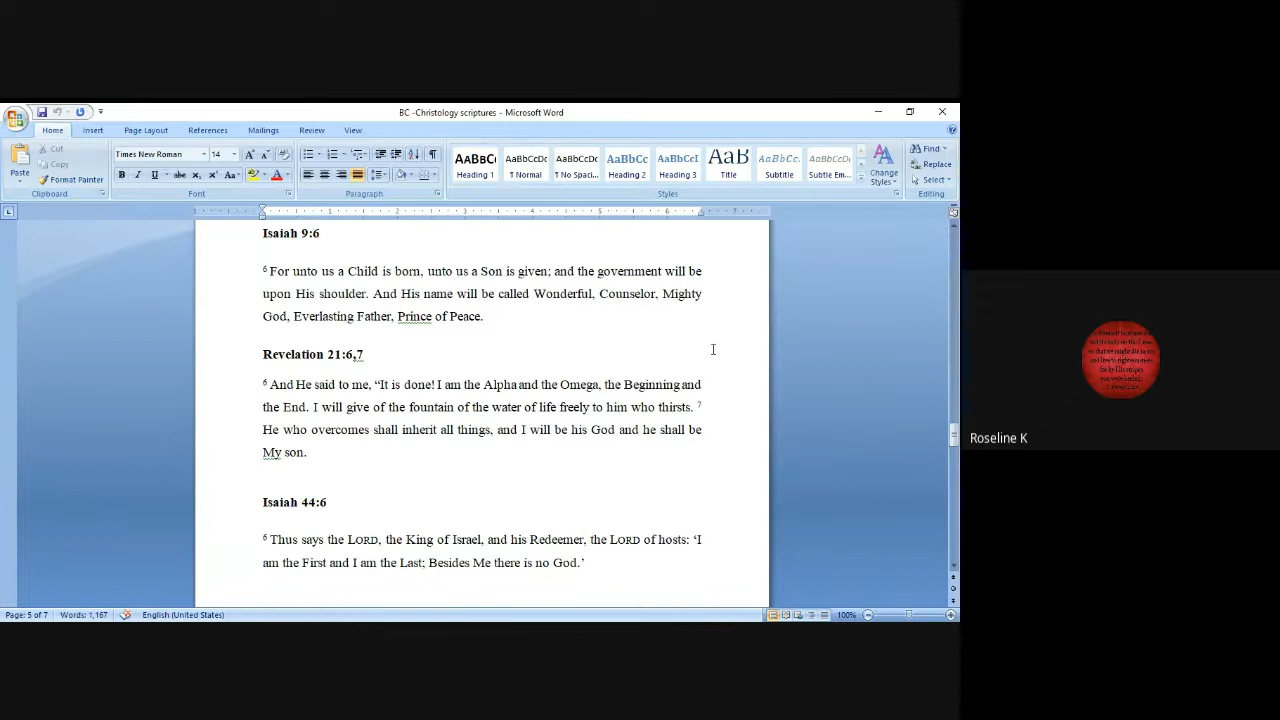 BC -Christology scriptures - Microsoft Word
Home Insert Page Layout References Mailings Review View
Cut
Copy
Format Painter
Paste
Clipboard
Times New Roman 14
Font
Paragraph
AaBbC( AaBbCcDc AaBbCcDc AaBbCc AaBbCcI AaB AaBbCc. AaBbCcDc
Heading 1 ¶ Normal ¶ No Spaci... Heading 2 Heading 3 Title Subtitle Subtle Em...
Styles
Change Styles
Find
Replace
Select
Editing
Isaiah 9:6
6 For unto us a Child is born, unto us a Son is given; and the government will be
upon His shoulder. And His name will be called Wonderful, Counselor, Mighty
God, Everlasting Father, Prince of Peace.
Revelation 21:6,7
6 And He said to me, “It is done! I am the Alpha and the Omega, the Beginning and
the End. I will give of the fountain of the water of life freely to him who thirsts. 7
He who overcomes shall inherit all things, and I will be his God and he shall be
My son.
Isaiah 44:6
6 Thus says the LORD, the King of Israel, and his Redeemer, the LORD of hosts: ‘I
am the First and I am the Last; Besides Me there is no God.’
Page: 5 of 7 Words: 1,167 English (United States) 100%
Roseline K